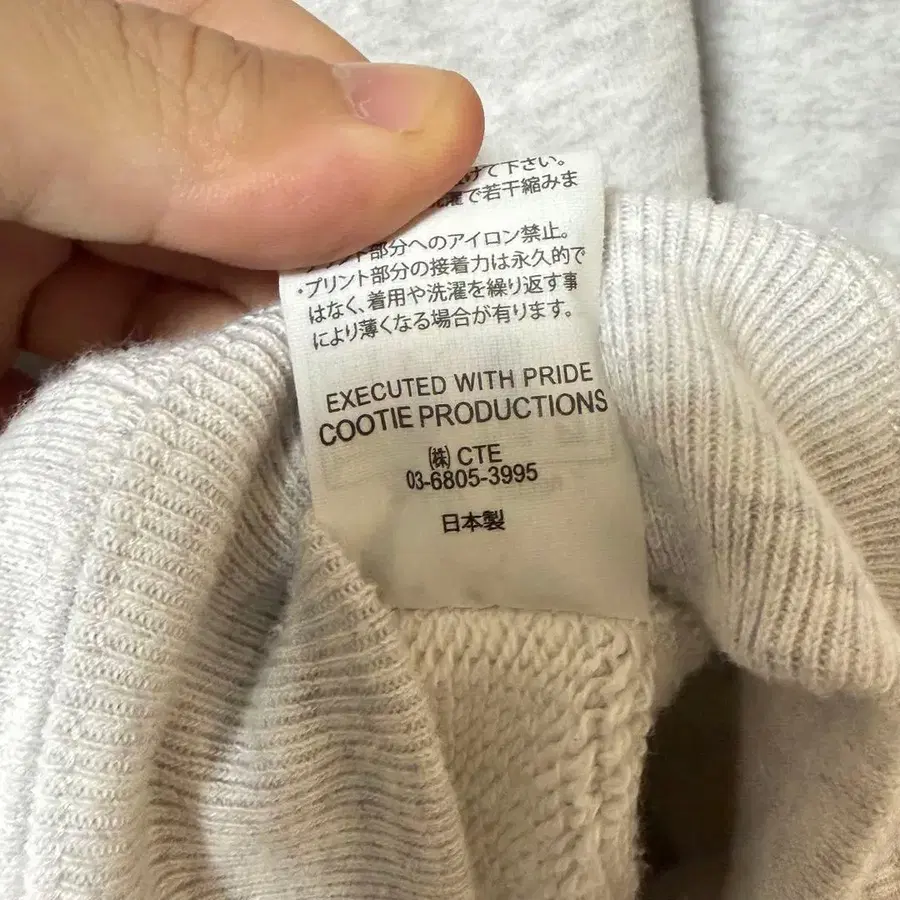 けて下さい。
で若干縮みま
プリント部分へのアイロン禁止。
・プリント部分の接着力は永久的で
はなく、着用や洗濯を繰り返す事
により薄くなる場合が有ります。
EXECUTED WITH PRIDE
COOTIE PRODUCTIONS
㈱ CTE
03-6805-3995
日本製